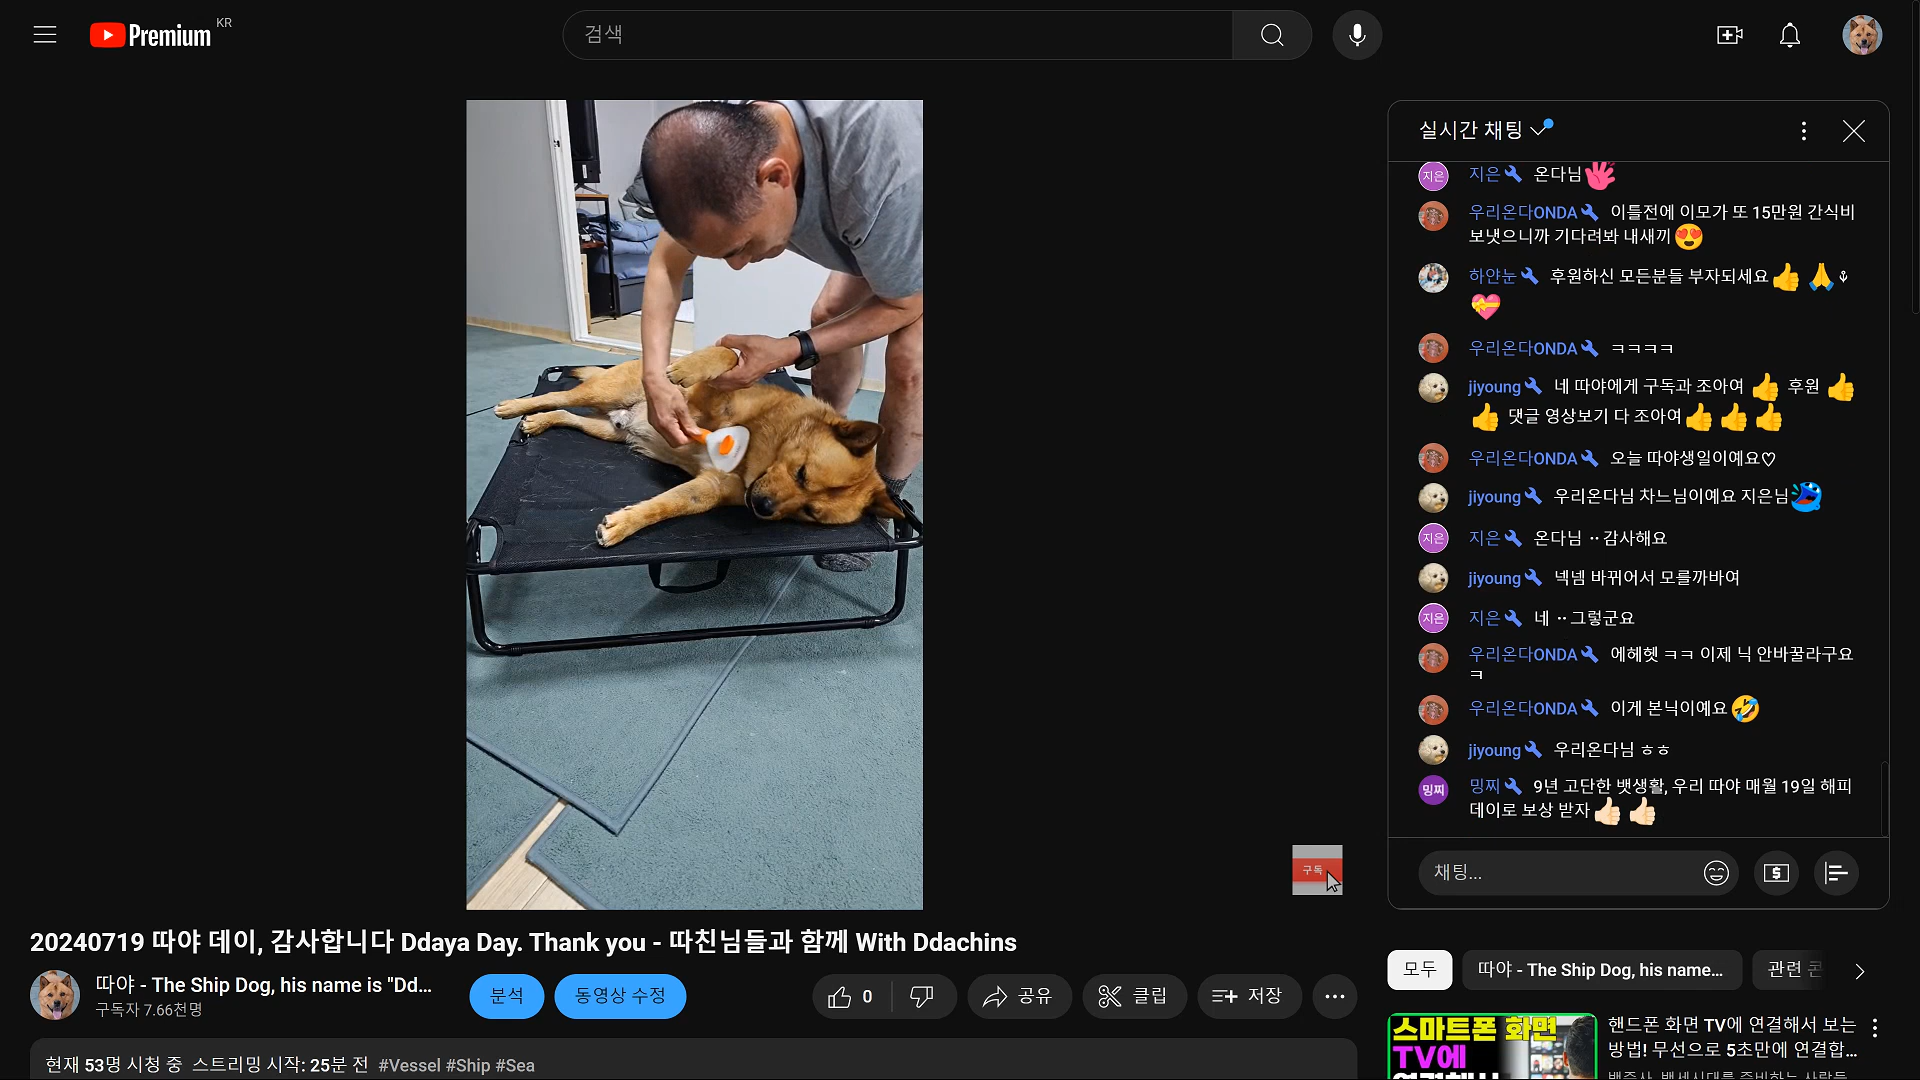 Premium KR
검색
실시간 채팅
지은 온다님
우리온다ONDA 이틀전에 이모가 또 15만원 간식비
보냇으니까 기다려봐 내새끼
하얀눈 후원하신 모든분들 부자되세요
우리온다ONDA ㅋㅋㅋㅋ
jiyoung 네 따야에게 구독과 조아여 후원
댓글 영상보기 다 조아여
우리온다ONDA 오늘 따야생일이예요♡
jiyoung 우리온다님 차느님이예요 지은님
지은 온다님 ··감사해요
jiyoung 넥넴 바뀌어서 모를까바여
지은 네 ··그렇군요
우리온다ONDA 에헤헷 ㅋㅋ 이제 닉 안바꿀라구요
ㅋ
우리온다ONDA 이게 본닉이예요
jiyoung 우리온다님 ㅎㅎ
밍찌 9년 고단한 뱃생활, 우리 따야 매월 19일 해피
데이로 보상 받자
채팅...
구독
20240719 따야 데이, 감사합니다 Ddaya Day. Thank you - 따친님들과 함께 With Ddachins
따야 - The Ship Dog, his name is "Dd...
구독자 7.66천명
분석
동영상 수정
0
공유
클립
저장
현재 53명 시청 중 스트리밍 시작: 25분 전 #Vessel #Ship #Sea
모두
따야 - The Ship Dog, his name...
관련
스마트폰 화면
TV에
핸드폰 화면 TV에 연결해서 보는
방법! 무선으로 5초만에 연결합...